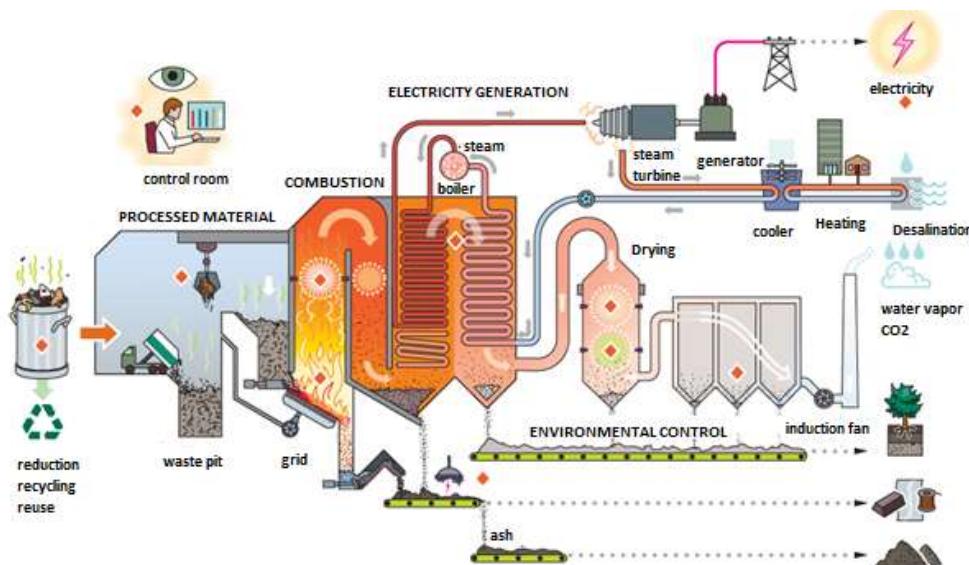 ELECTRICITY GENERATION
electricity
control room
steam
boiler
steam
turbine
generator
COMBUSTION
PROCESSED MATERIAL
cooler
Heating
Desalination
Drying
water vapor
CO2
reduction
recycling
reuse
waste pit
grid
ENVIRONMENTAL CONTROL
induction fan
ash